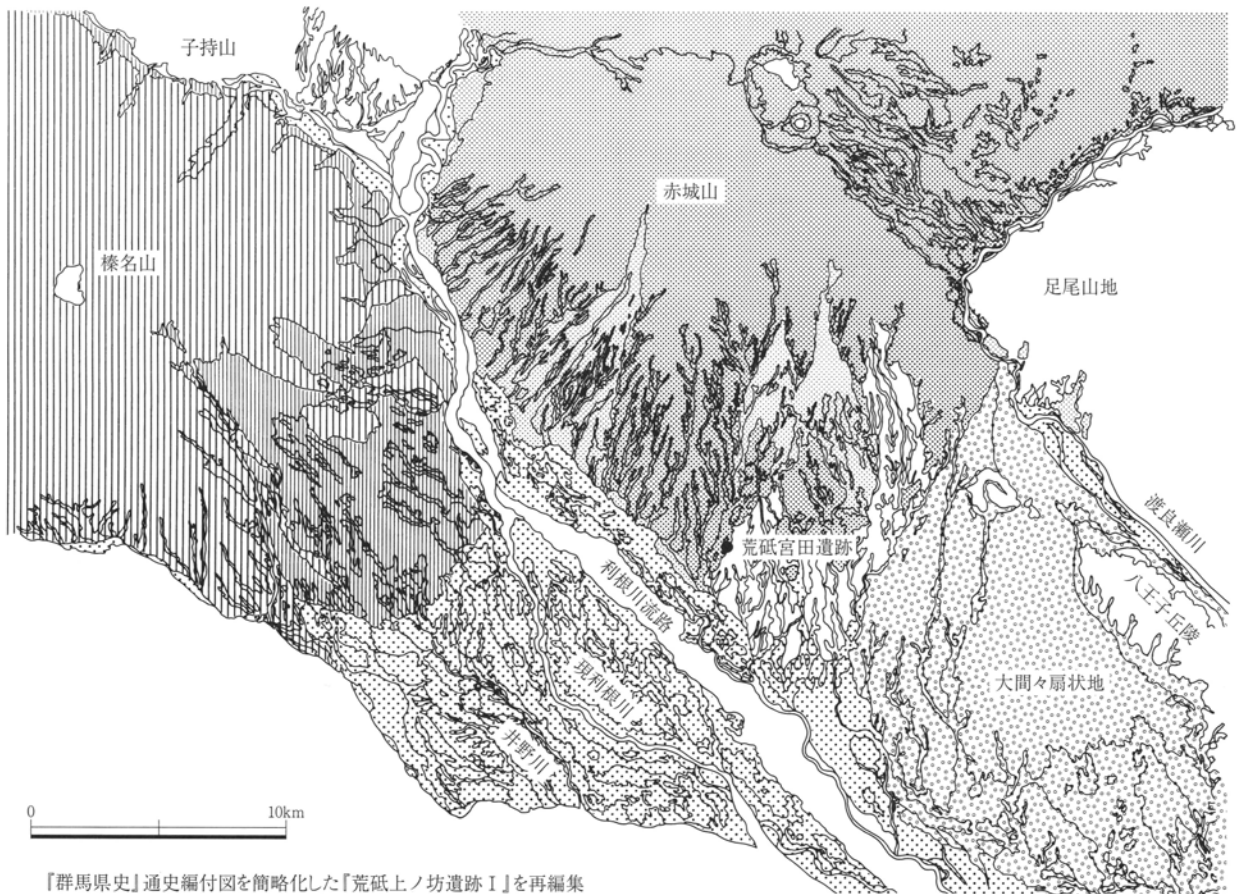 子持山
赤城山
榛名山
足尾山地
渡良瀬川
荒砥宮田遺跡
八王子丘陵
利根川流路
大間々扇状地
現利根川
井野川
0 10km
『群馬県史』通史編付図を簡略化した『荒砥上ノ坊遺跡Ⅰ』を再編集